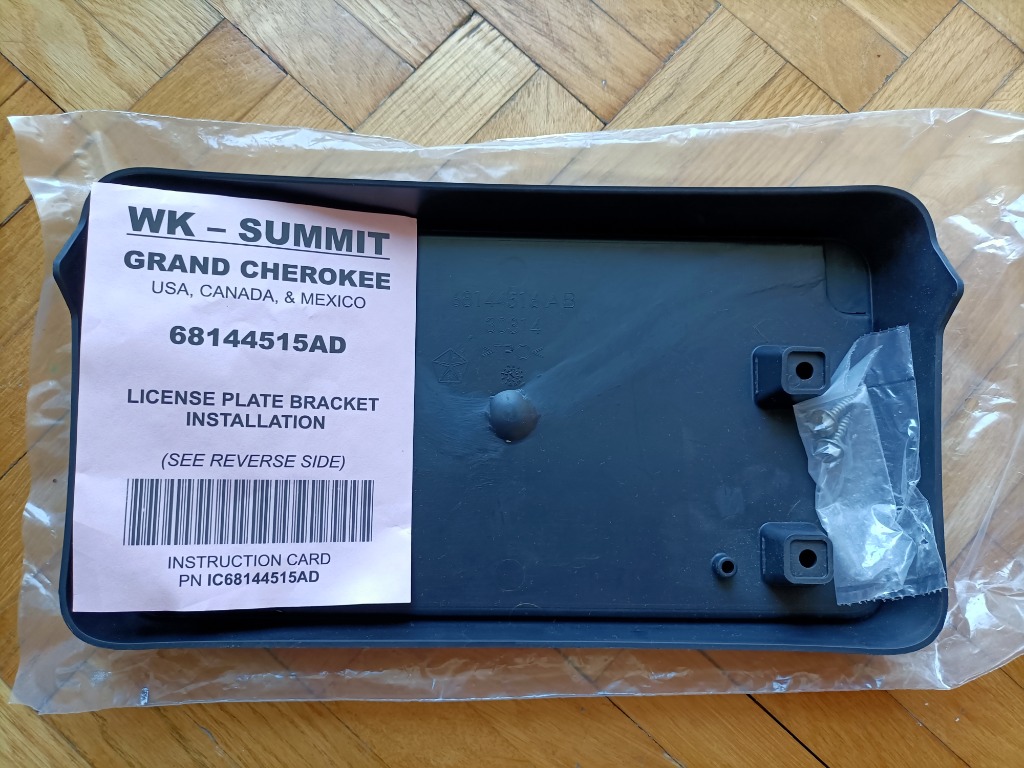 WK – SUMMIT
GRAND CHEROKEE
USA, CANADA, & MEXICO
68144515AD
LICENSE PLATE BRACKET
INSTALLATION
(SEE REVERSE SIDE)
INSTRUCTION CARD
PN IC68144515AD